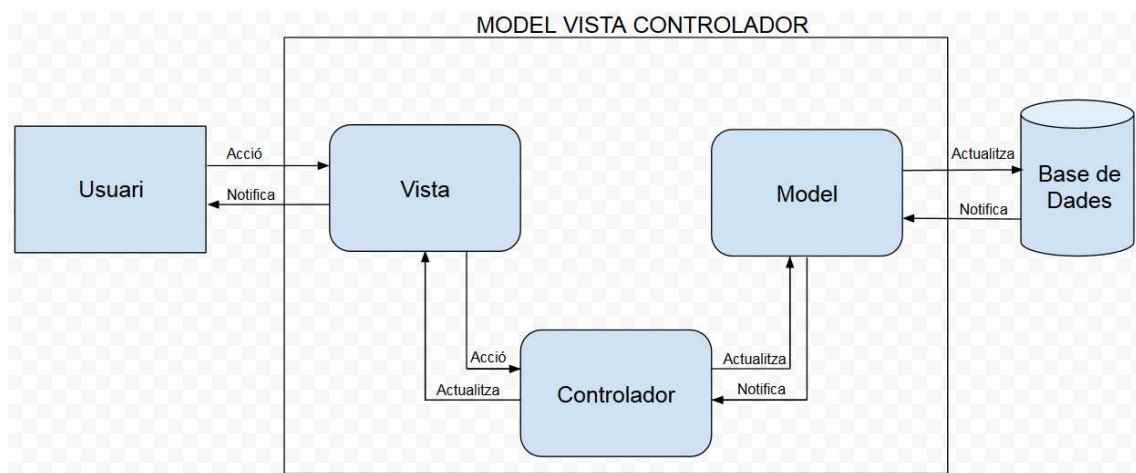 MODEL VISTA CONTROLADOR
Usuari
Acció
Notifica
Vista
Model
Actualitza
Notifica
Base de
Dades
Acció
Actualitza
Controlador
Actualitza
Notifica